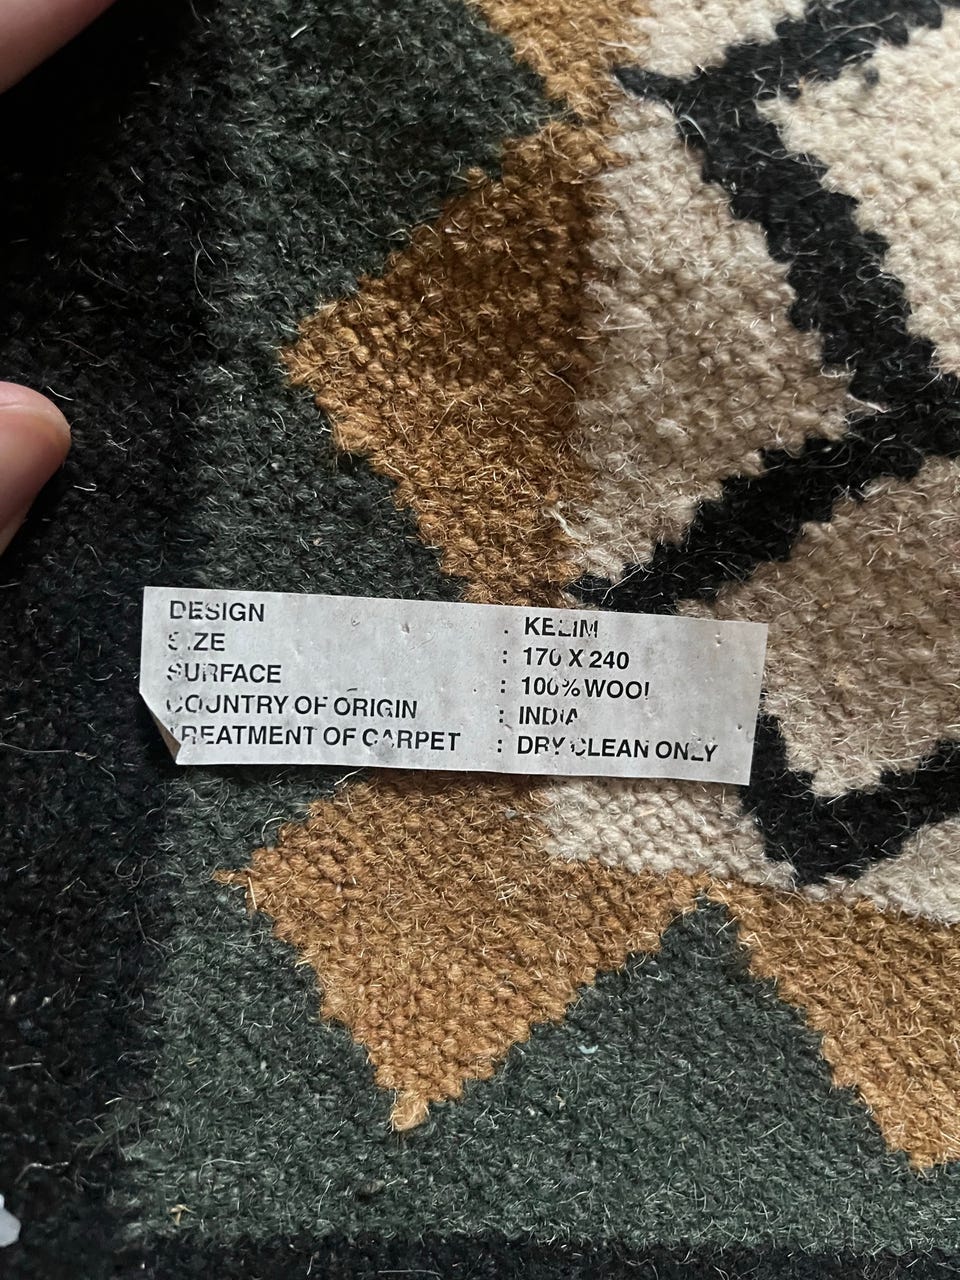 DESIGN : KELIM
SIZE : 170 X 240
SURFACE : 100% WOOL
COUNTRY OF ORIGIN : INDIA
TREATMENT OF CARPET : DRY CLEAN ONLY